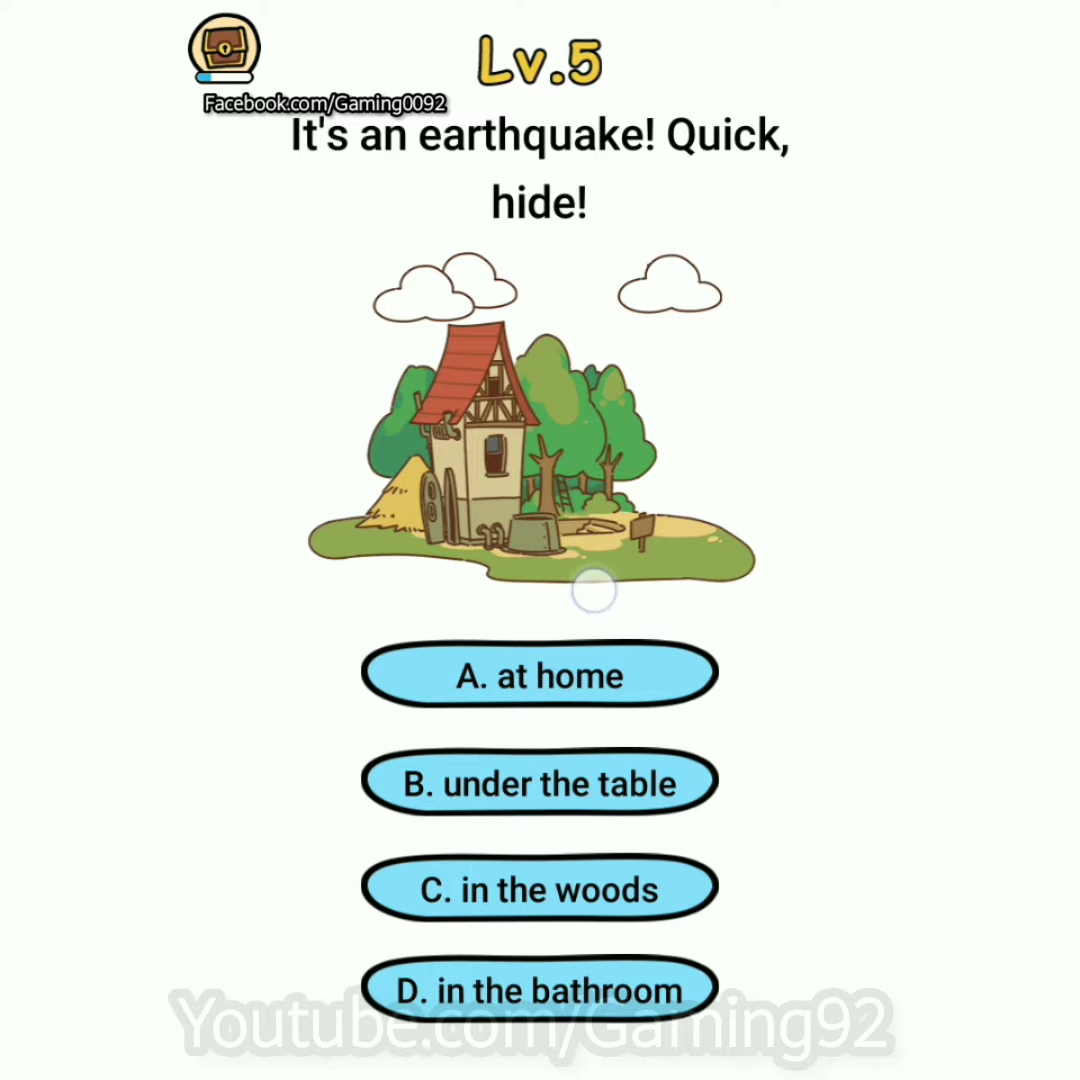 Lv.5
Facebook.com/Gaming0092
It's an earthquake! Quick,
hide!
A. at home
B. under the table
C. in the woods
D. in the bathroom
Youtube.com/Gaming92